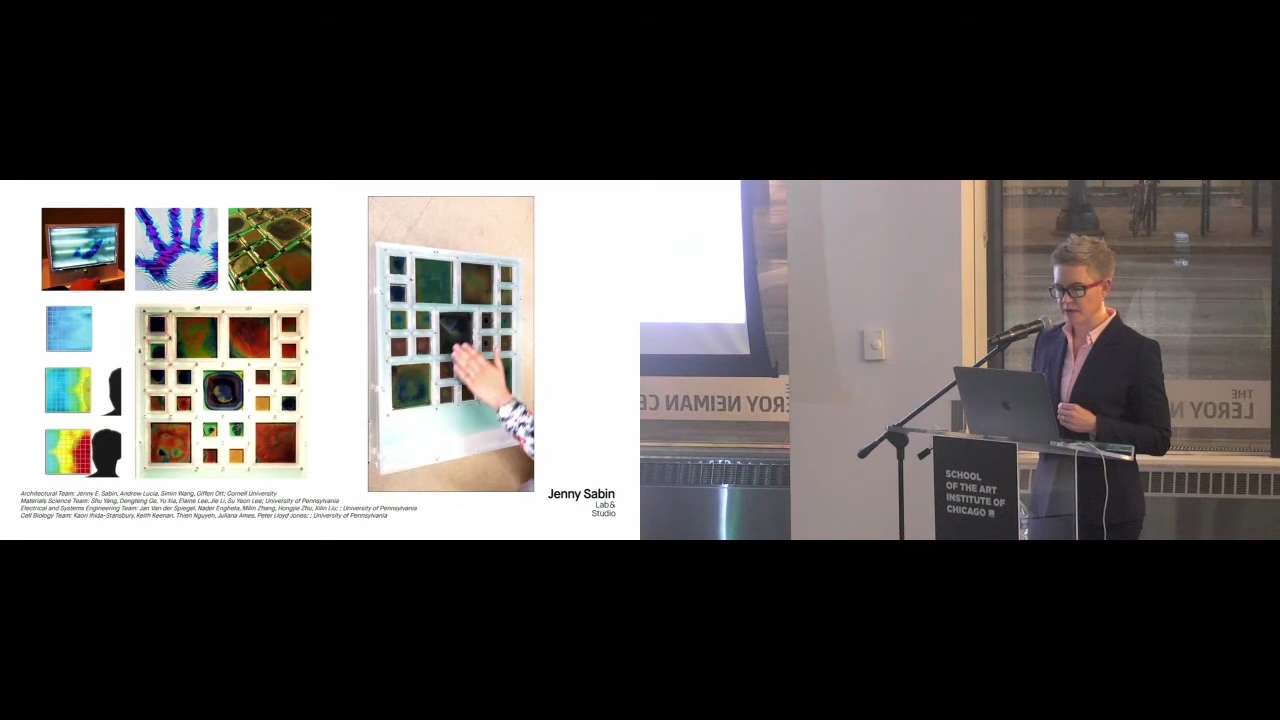 Architectural Team: Jenny E. Sabin, Andrew Lucia, Simin Wang, Giffen Ott; Cornell University
Materials Science Team: Shu Yang, Dengteng Ge, Yu Xia, Elaine Lee, Jie Li, Su Yeon Lee; University of Pennsylvania
Electrical and Systems Engineering Team: Jan Van der Spiegel, Nader Engheta, Milin Zhang, Hongjie Zhu, Xilin Liu; ; University of Pennsylvania
Cell Biology Team: Kaori Ihida-Stansbury, Keith Keenan, Thien Nguyen, Juliana Ames, Peter Lloyd Jones; ; University of Pennsylvania
Jenny Sabin
Lab &
Studio
THE
LEROY NEIMAN CE
THE
LEROY N
SCHOOL
OF THE ART
INSTITUTE OF
CHICAGO